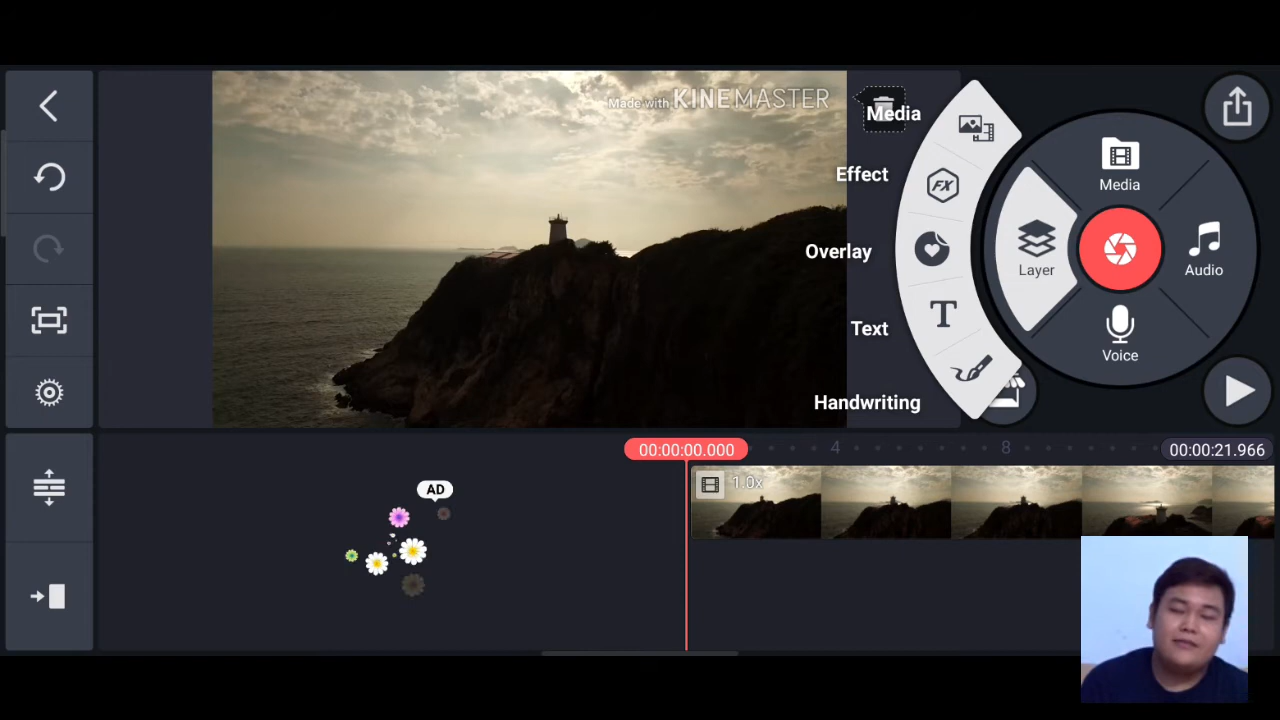 Made with KINEMASTER
Media
Effect
Overlay
Text
Handwriting
FX
T
Layer
Media
Audio
Voice
00:00:00.000
4
8
00:00:21.966
1.0x
AD